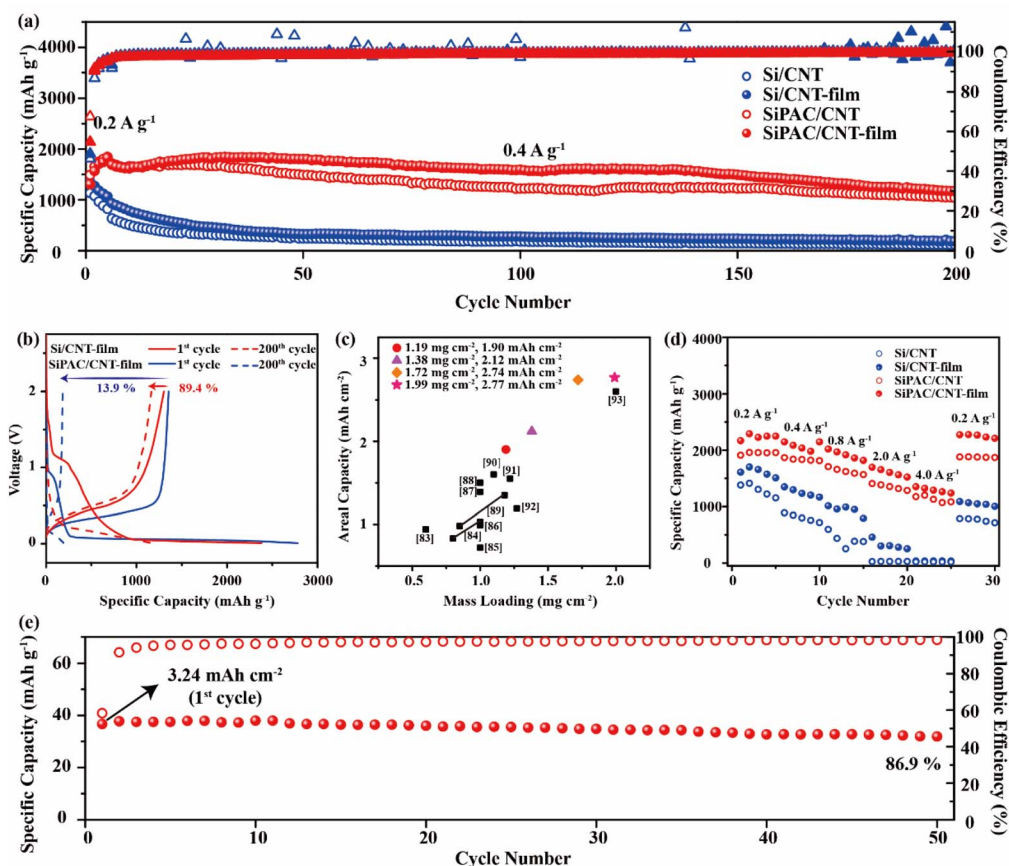 (a)
4000
3000
2000
1000
0
Specific Capacity (mAh g⁻¹)
0.2 A g⁻¹
0.4 A g⁻¹
Si/CNT
Si/CNT-film
SiPAC/CNT
SiPAC/CNT-film
100
80
60
40
20
0
Coulombic Efficiency (%)
0 50 100 150 200
Cycle Number
(b)
Si/CNT-film 1st cycle 200th cycle
SiPAC/CNT-film 1st cycle 200th cycle
13.9 % 89.4 %
2
1
0
Voltage (V)
0 700 1400 2100 2800
Specific Capacity (mAh g⁻¹)
(c)
1.19 mg cm⁻², 1.90 mAh cm⁻²
1.38 mg cm⁻², 2.12 mAh cm⁻²
1.72 mg cm⁻², 2.74 mAh cm⁻²
1.99 mg cm⁻², 2.77 mAh cm⁻²
3
2
1
Areal Capacity (mAh cm⁻²)
[93]
[90]
[91]
[88]
[87]
[89]
[92]
[86]
[83]
[84]
[85]
0.5 1.0 1.5 2.0
Mass Loading (mg cm⁻²)
(d)
Si/CNT
Si/CNT-film
SiPAC/CNT
SiPAC/CNT-film
4000
3000
2000
1000
0
Specific Capacity (mAh g⁻¹)
0.2 A g⁻¹
0.4 A g⁻¹
0.8 A g⁻¹
2.0 A g⁻¹
4.0 A g⁻¹
0.2 A g⁻¹
0 10 20 30
Cycle Number
(e)
60
40
20
0
Specific Capacity (mAh g⁻¹)
3.24 mAh cm⁻²
(1st cycle)
86.9 %
100
80
60
40
20
0
Coulombic Efficiency (%)
0 10 20 30 40 50
Cycle Number